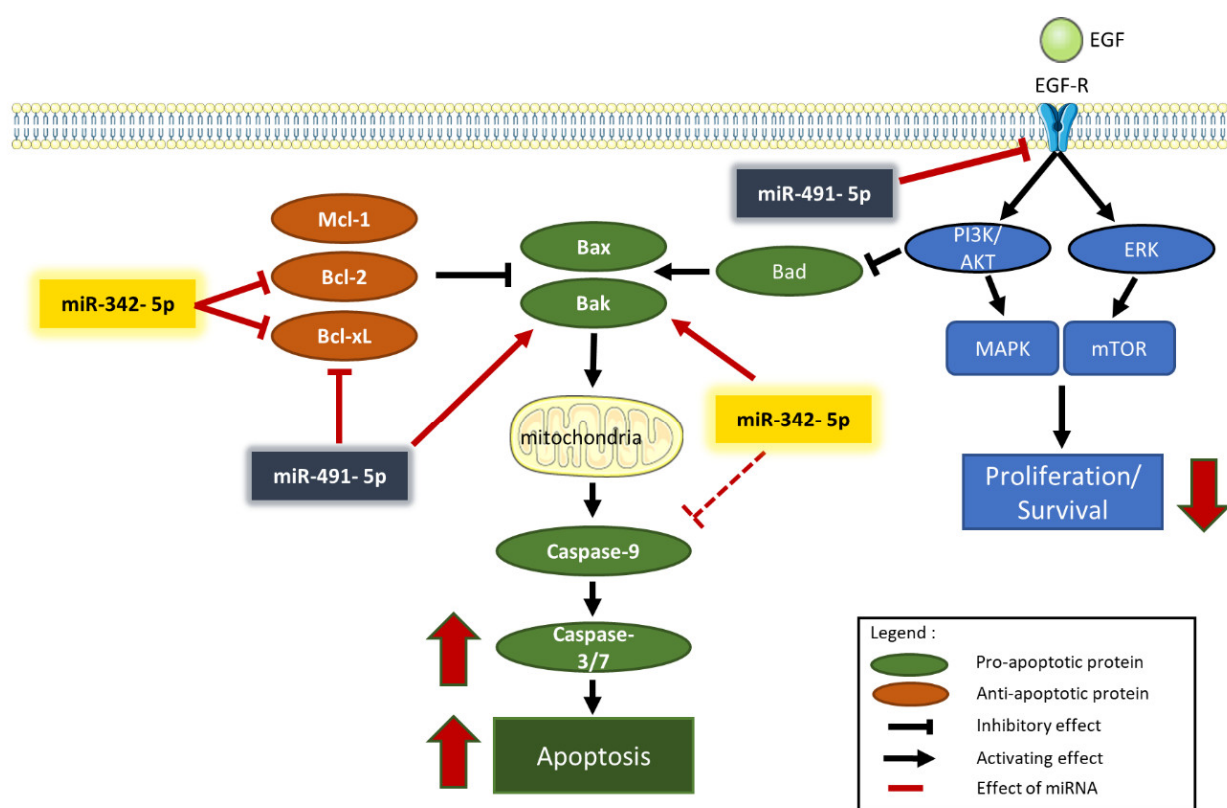 EGF
EGF-R
miR-491- 5p
Mcl-1
Bcl-2
Bcl-xL
miR-342- 5p
Bax
Bak
Bad
PI3K/
AKT
ERK
MAPK
mTOR
mitochondria
miR-342- 5p
miR-491- 5p
Proliferation/
Survival
Caspase-9
Caspase-
3/7
Apoptosis
Legend :
Pro-apoptotic protein
Anti-apoptotic protein
Inhibitory effect
Activating effect
Effect of miRNA